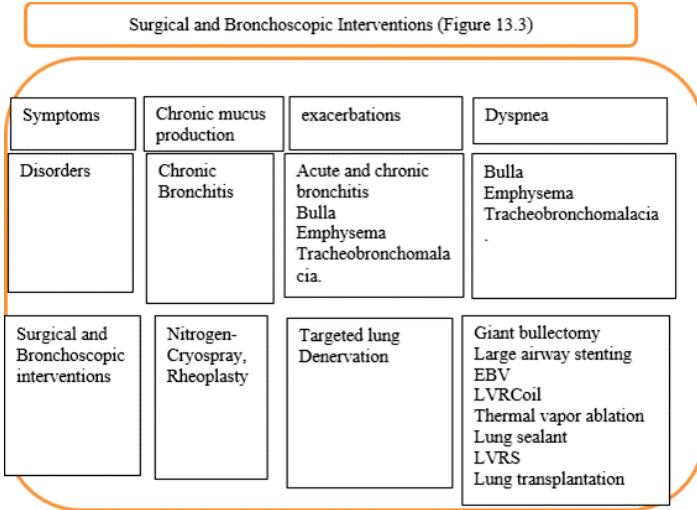 Surgical and Bronchoscopic Interventions (Figure 13.3)
Symptoms
Chronic mucus
production
exacerbations
Dyspnea
Disorders
Chronic
Bronchitis
Acute and chronic
bronchitis
Bulla
Emphysema
Tracheobronchomala
cia.
Bulla
Emphysema
Tracheobronchomalacia
.
Surgical and
Bronchoscopic
interventions
Nitrogen-
Cryospray,
Rheoplasty
Targeted lung
Denervation
Giant bullectomy
Large airway stenting
EBV
LVRCoil
Thermal vapor ablation
Lung sealant
LVRS
Lung transplantation